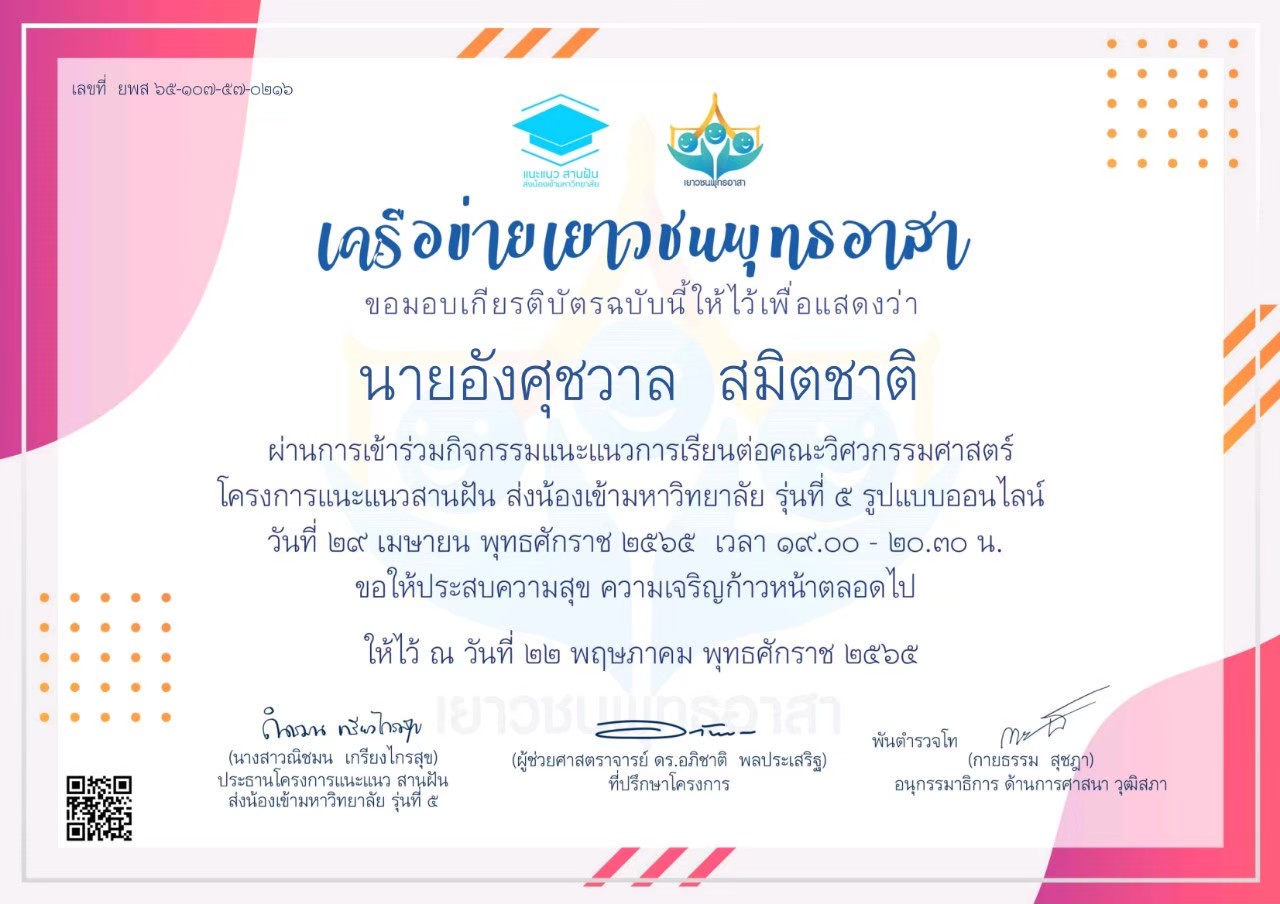 เลขที่ ยพส ๖๕-๑๐๗-๕๗-๐๒๑๖
แนะแนว สานฝัน
ส่งน้องเข้ามหาวิทยาลัย
เยาวชนพุทธอาสา
เครือข่ายเยาวชนพุทธอาสา
ขอมอบเกียรติบัตรฉบับนี้ให้ไว้เพื่อแสดงว่า
นายอังศุชวาล สมิตชาติ
ผ่านการเข้าร่วมกิจกรรมแนะแนวการเรียนต่อคณะวิศวกรรมศาสตร์
โครงการแนะแนวสานฝัน ส่งน้องเข้ามหาวิทยาลัย รุ่นที่ ๕ รูปแบบออนไลน์
วันที่ ๒๙ เมษายน พุทธศักราช ๒๕๖๕ เวลา ๑๙.๐๐ - ๒๐.๓๐ น.
ขอให้ประสบความสุข ความเจริญก้าวหน้าตลอดไป
ให้ไว้ ณ วันที่ ๒๒ พฤษภาคม พุทธศักราช ๒๕๖๕
เยาวชนพุทธอาสา
ณิชมน เกรียงไกรสุข
(นางสาวณิชมน เกรียงไกรสุข)
ประธานโครงการแนะแนว สานฝัน
ส่งน้องเข้ามหาวิทยาลัย รุ่นที่ ๕
(ผู้ช่วยศาสตราจารย์ ดร.อภิชาติ พลประเสริฐ)
ที่ปรึกษาโครงการ
พันตำรวจโท
(กายธรรม สุชฎา)
อนุกรรมาธิการ ด้านการศาสนา วุฒิสภา